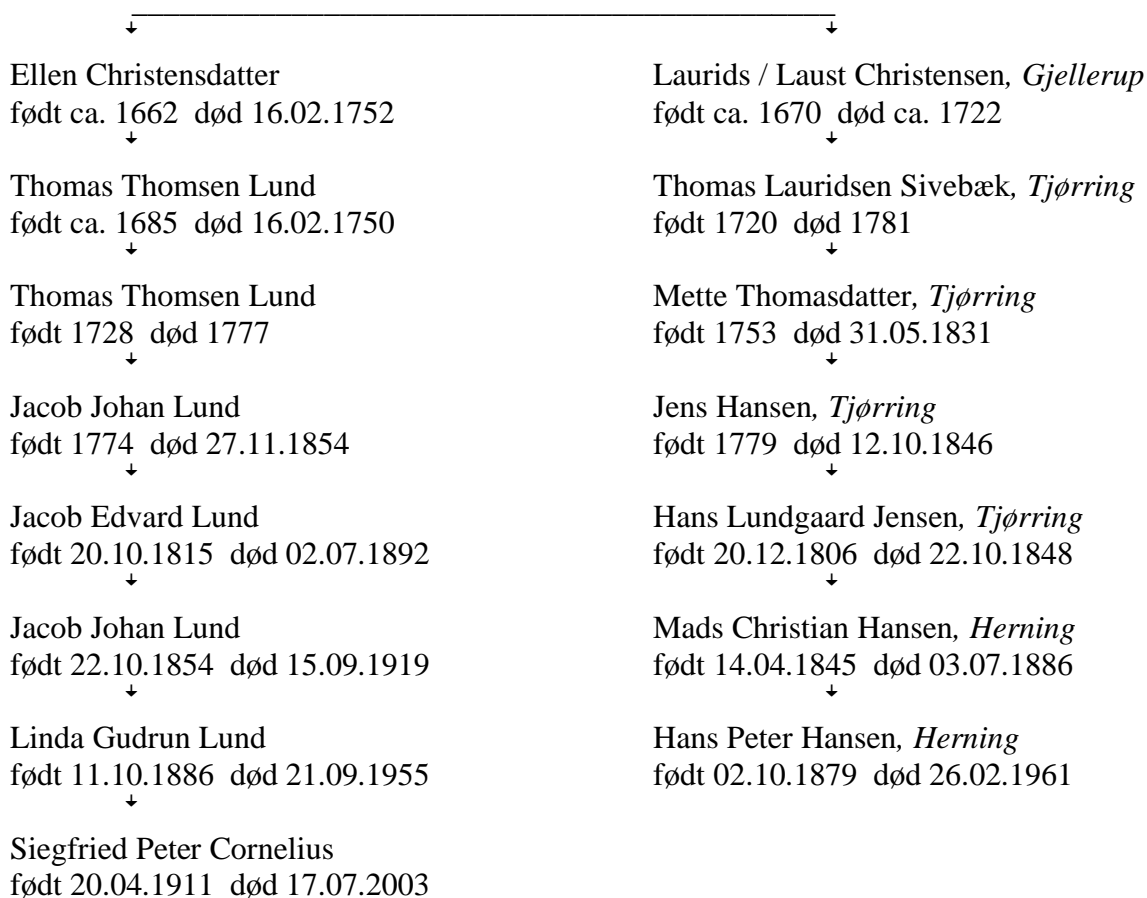 Ellen Christensdatter
født ca. 1662 død 16.02.1752
Thomas Thomsen Lund
født ca. 1685 død 16.02.1750
Thomas Thomsen Lund
født 1728 død 1777
Jacob Johan Lund
født 1774 død 27.11.1854
Jacob Edvard Lund
født 20.10.1815 død 02.07.1892
Jacob Johan Lund
født 22.10.1854 død 15.09.1919
Linda Gudrun Lund
født 11.10.1886 død 21.09.1955
Siegfried Peter Cornelius
født 20.04.1911 død 17.07.2003
Laurids / Laust Christensen, Gjellerup
født ca. 1670 død ca. 1722
Thomas Lauridsen Sivebæk, Tjørring
født 1720 død 1781
Mette Thomasdatter, Tjørring
født 1753 død 31.05.1831
Jens Hansen, Tjørring
født 1779 død 12.10.1846
Hans Lundgaard Jensen, Tjørring
født 20.12.1806 død 22.10.1848
Mads Christian Hansen, Herning
født 14.04.1845 død 03.07.1886
Hans Peter Hansen, Herning
født 02.10.1879 død 26.02.1961